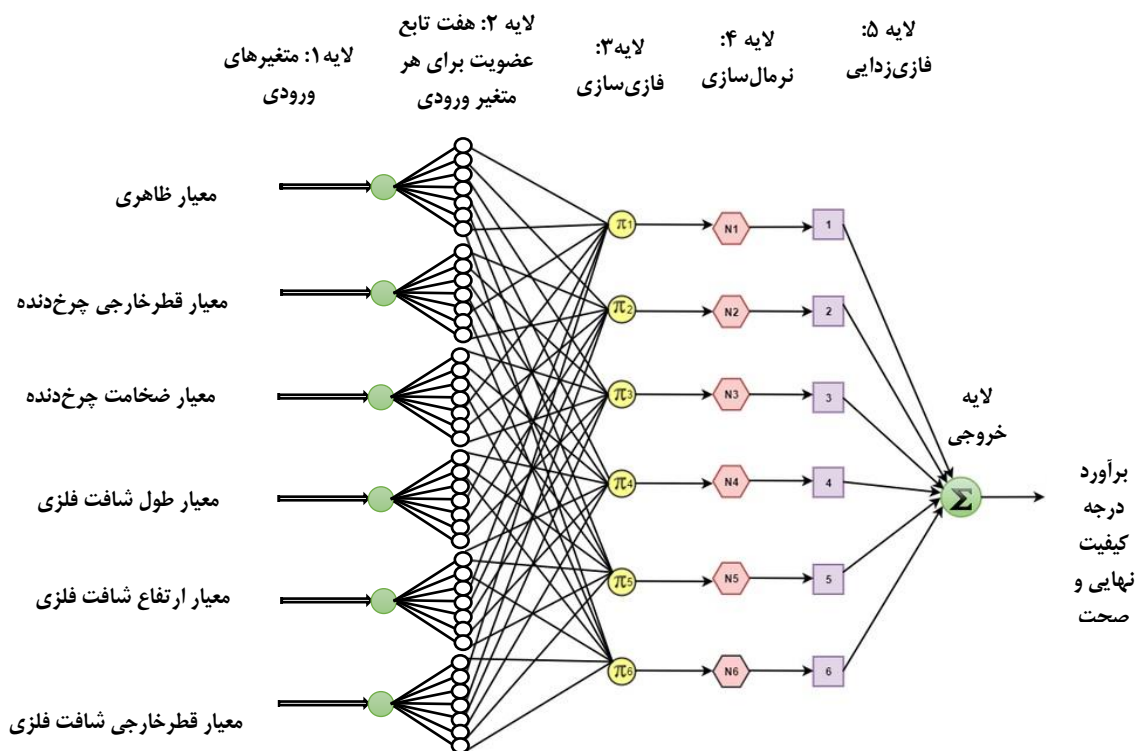 لایه۱: متغیرهای
ورودی
لایه ۲: هفت تابع
عضویت برای هر
متغیر ورودی
لایه۳:
فازی‌سازی
لایه ۴:
نرمال‌سازی
لایه ۵:
فازی‌زدایی
معیار ظاهری
معیار قطرخارجی چرخ‌دنده
معیار ضخامت چرخ‌دنده
معیار طول شافت فلزی
معیار ارتفاع شافت فلزی
معیار قطرخارجی شافت فلزی
π1
N1
1
π2
N2
2
π3
N3
3
π4
N4
4
π5
N5
5
π6
N6
6
لایه
خروجی
Σ
برآورد
درجه
کیفیت
نهایی و
صحت